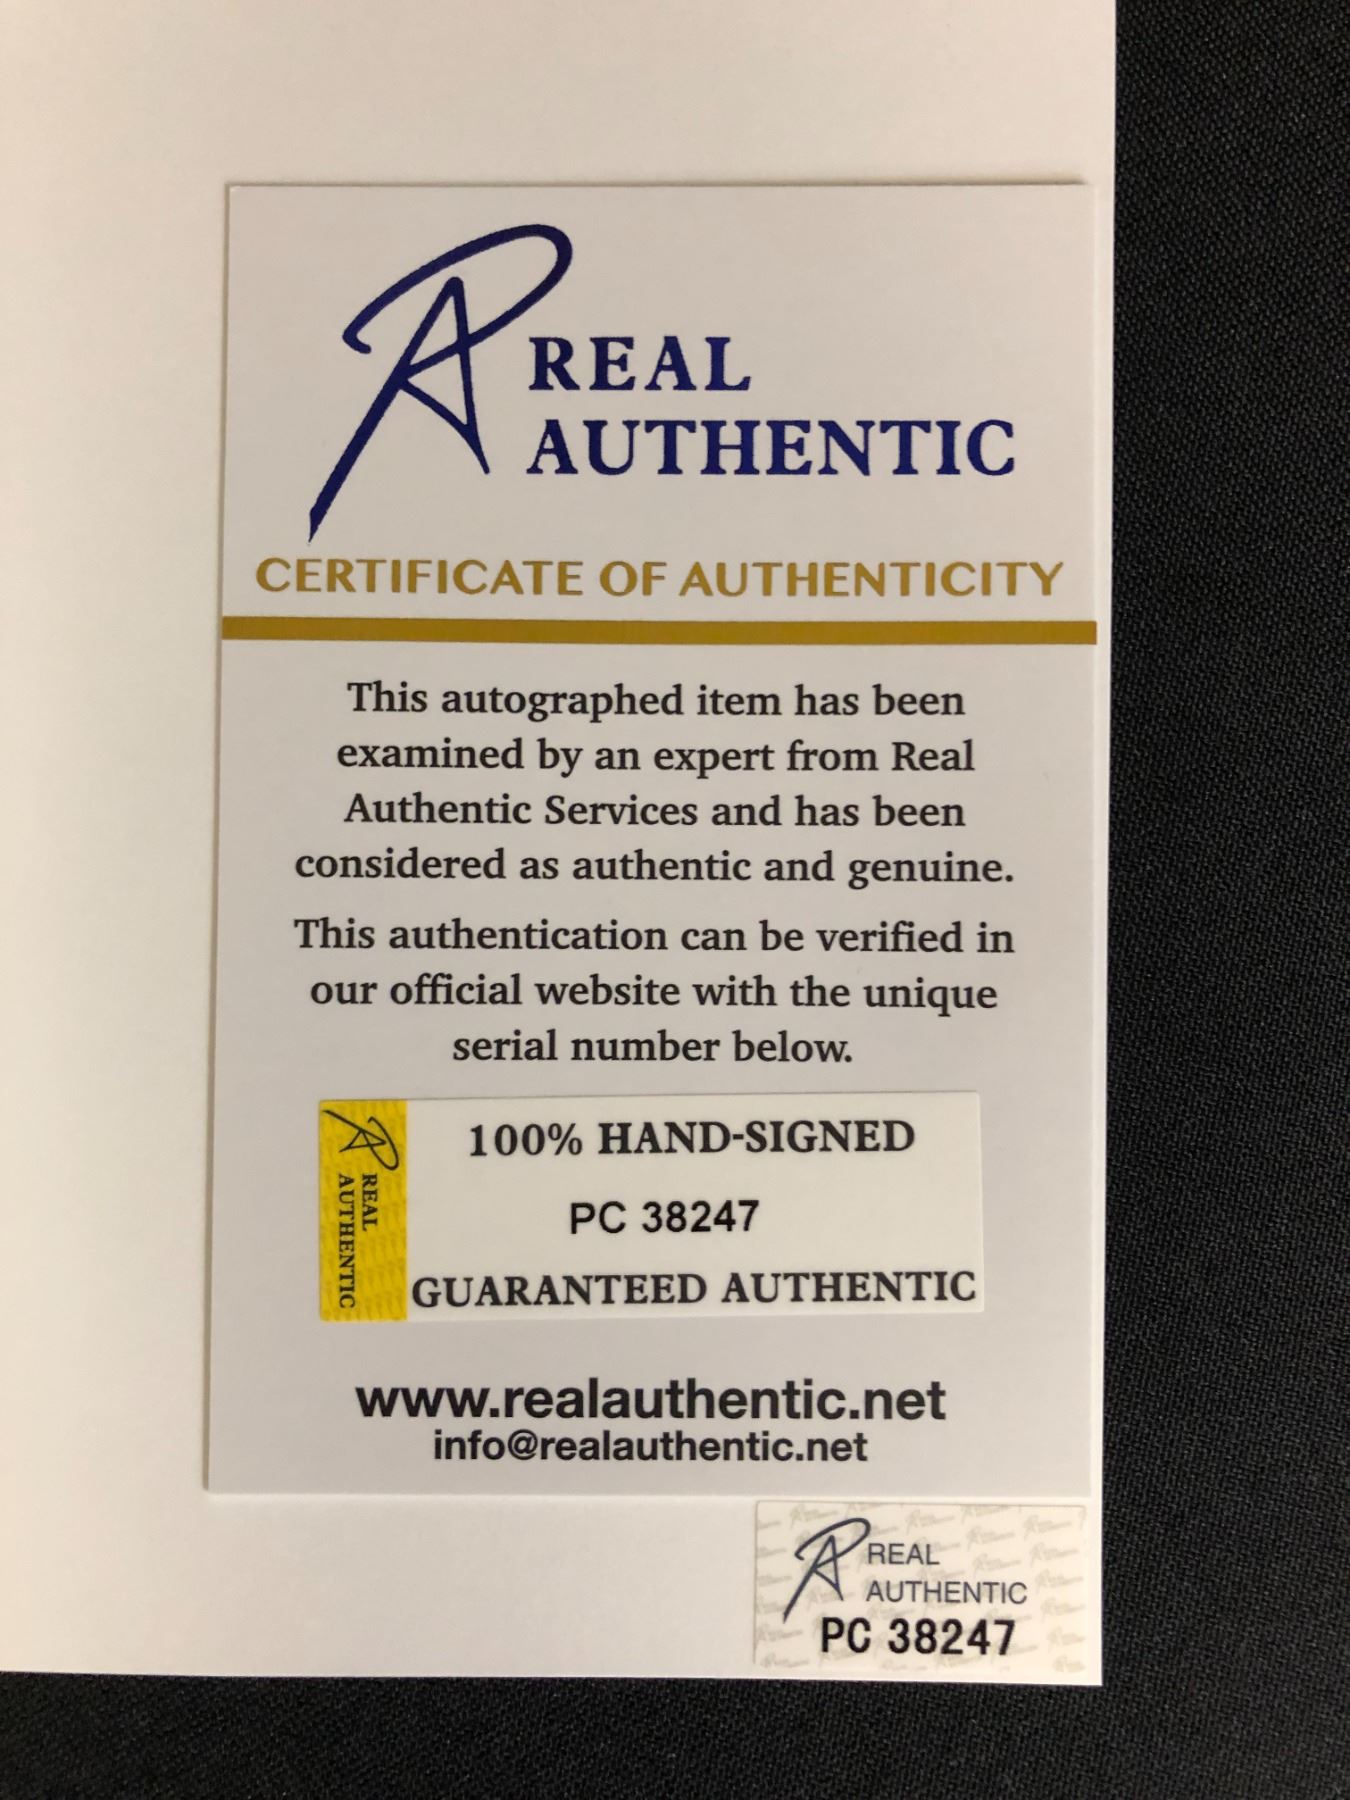 REAL
AUTHENTIC
CERTIFICATE OF AUTHENTICITY
This autographed item has been
examined by an expert from Real
Authentic Services and has been
considered as authentic and genuine.
This authentication can be verified in
our official website with the unique
serial number below.
REAL
AUTHENTIC
100% HAND-SIGNED
PC 38247
GUARANTEED AUTHENTIC
www.realauthentic.net
info@realauthentic.net
REAL
AUTHENTIC
PC 38247